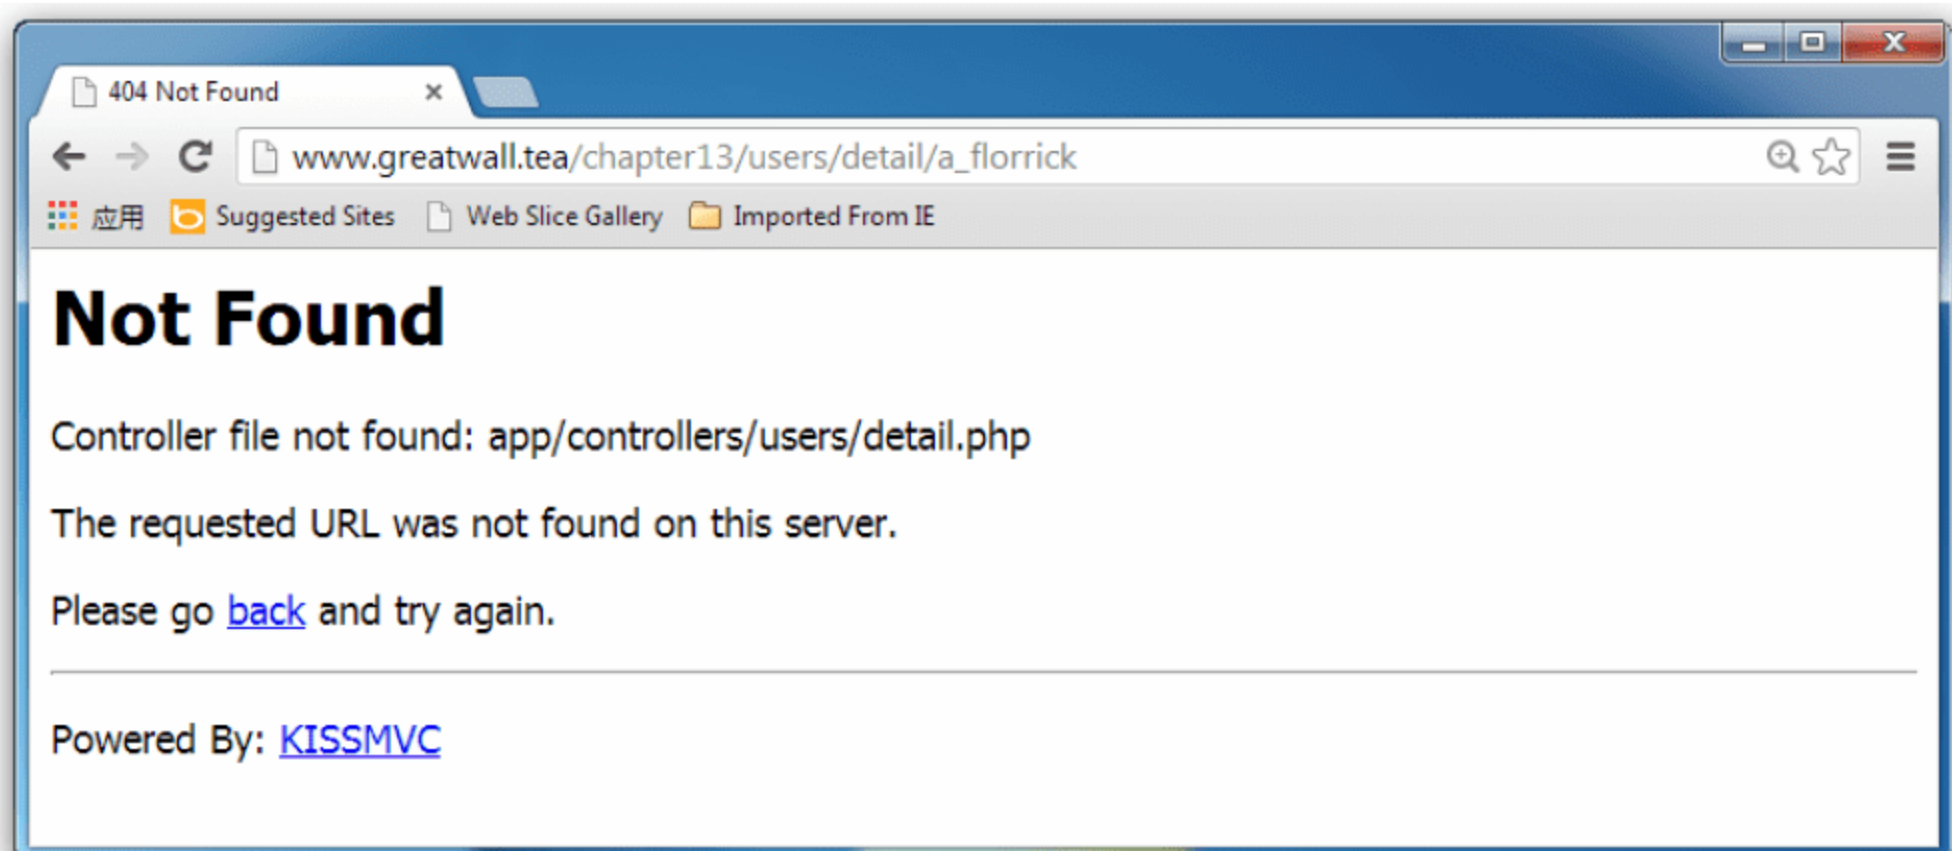 404 Not Found
www.greatwall.tea/chapter13/users/detail/a_florrick
应用 Suggested Sites Web Slice Gallery Imported From IE
Not Found
Controller file not found: app/controllers/users/detail.php
The requested URL was not found on this server.
Please go back and try again.
Powered By: KISSMVC